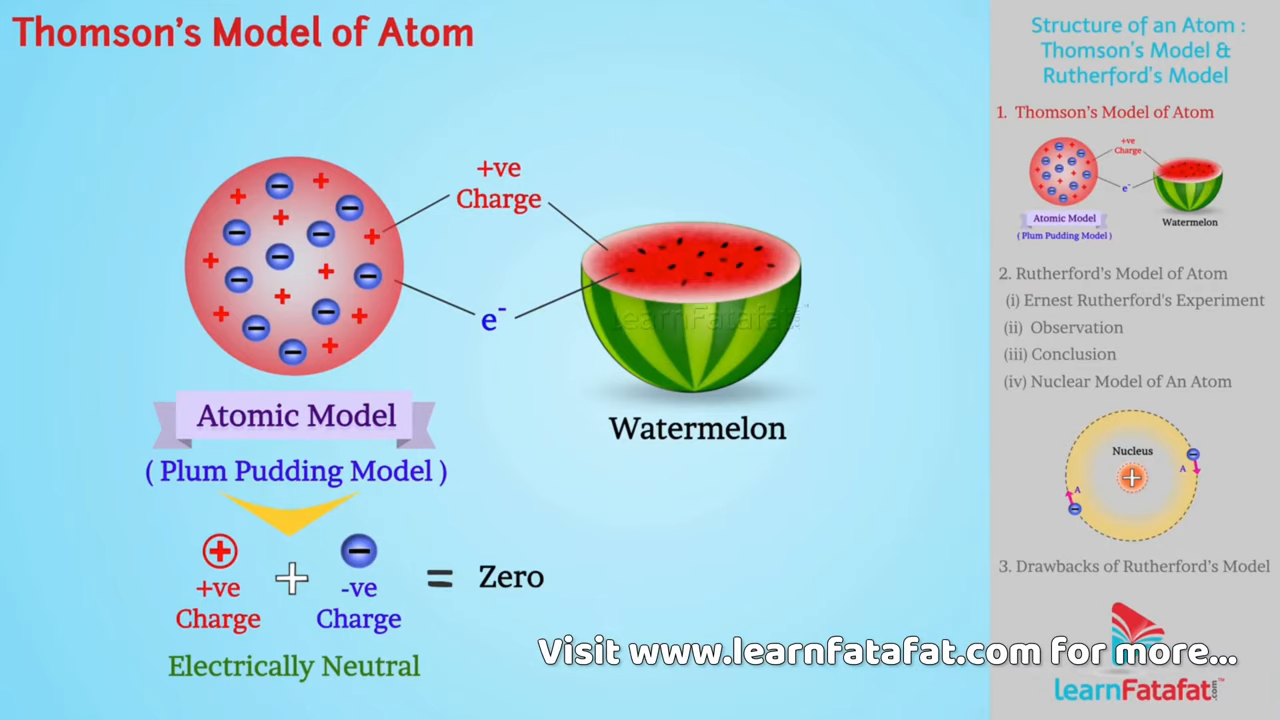 Thomson's Model of Atom
+ve
Charge
e⁻
learnFatafat
Watermelon
Atomic Model
( Plum Pudding Model )
+ + − = Zero
+ve
Charge
-ve
Charge
Electrically Neutral
Visit www.learnfatafat.com for more...
Structure of an Atom :
Thomson's Model &
Rutherford's Model
1. Thomson's Model of Atom
+ve
Charge
e⁻
Atomic Model
( Plum Pudding Model )
Watermelon
2. Rutherford's Model of Atom
(i) Ernest Rutherford's Experiment
(ii) Observation
(iii) Conclusion
(iv) Nuclear Model of An Atom
Nucleus
+
A
A
3. Drawbacks of Rutherford's Model
learnFatafat.com™